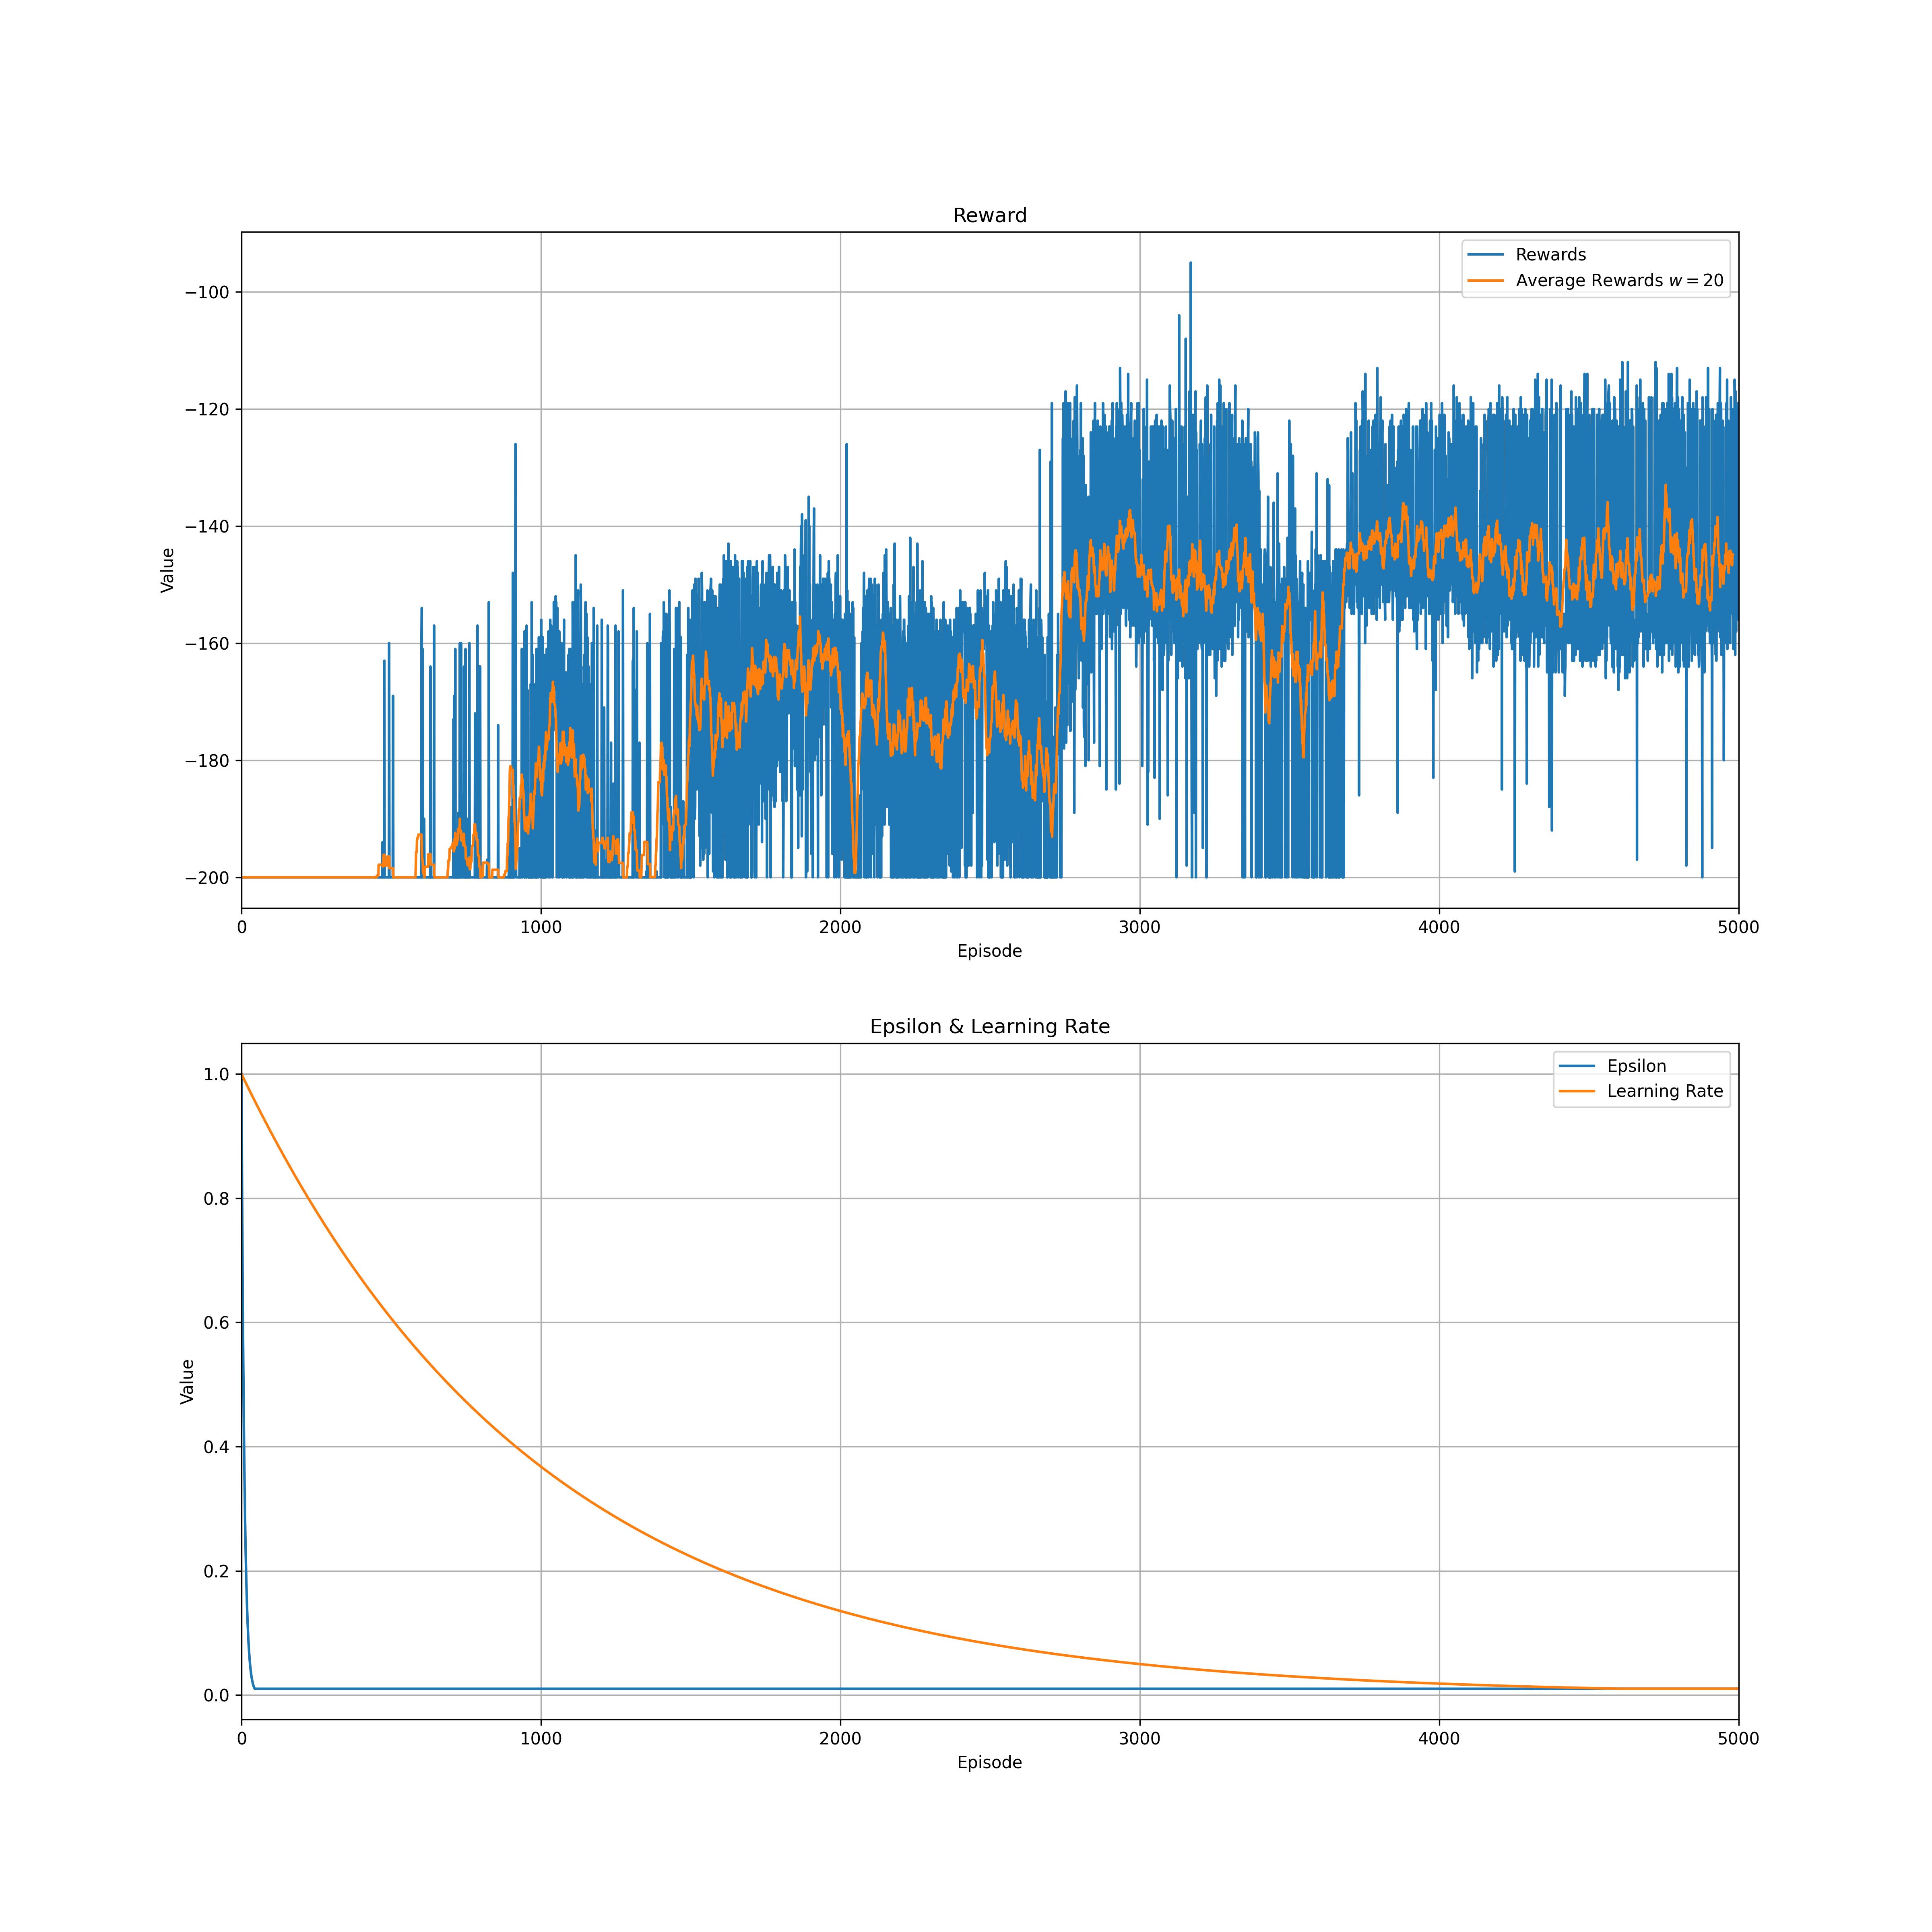 Reward
Rewards
Average Rewards w = 20
Value
−100
−120
−140
−160
−180
−200
0 1000 2000 3000 4000 5000
Episode
Epsilon & Learning Rate
Epsilon
Learning Rate
Value
1.0
0.8
0.6
0.4
0.2
0.0
0 1000 2000 3000 4000 5000
Episode